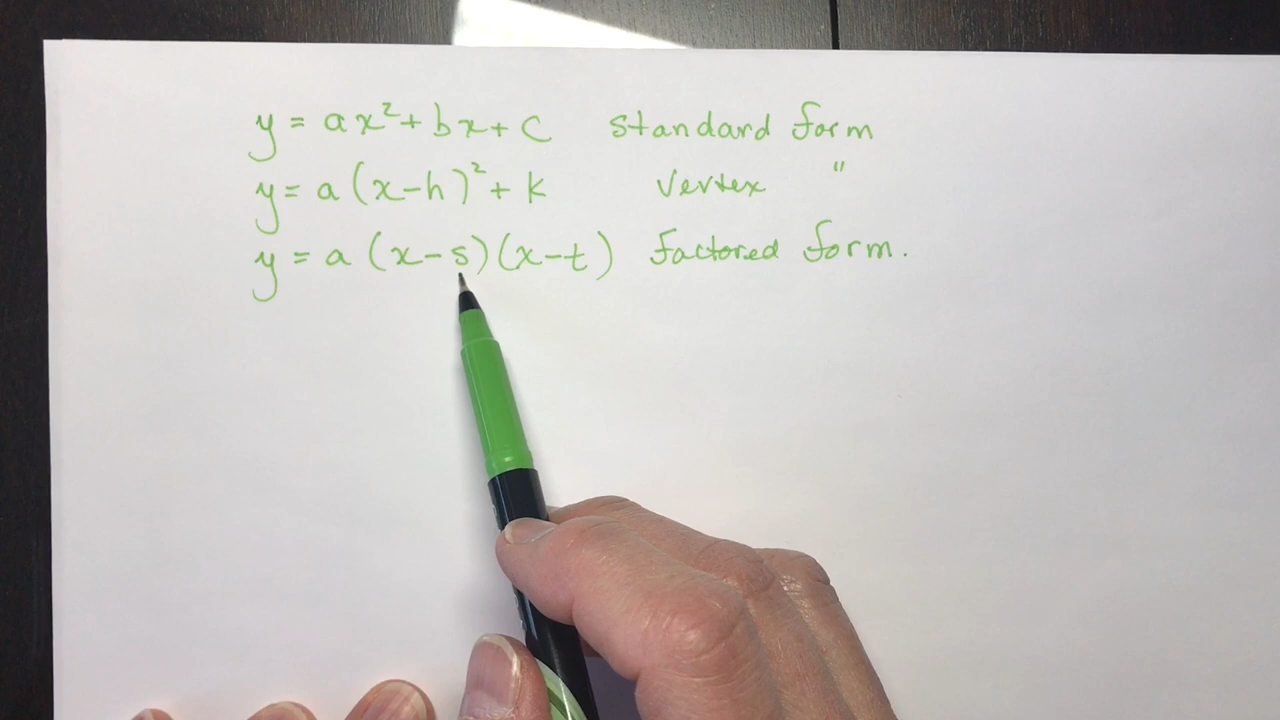 y = ax²+bx+c standard form
y = a(x-h)²+k vertex "
y = a(x-s)(x-t) factored form.